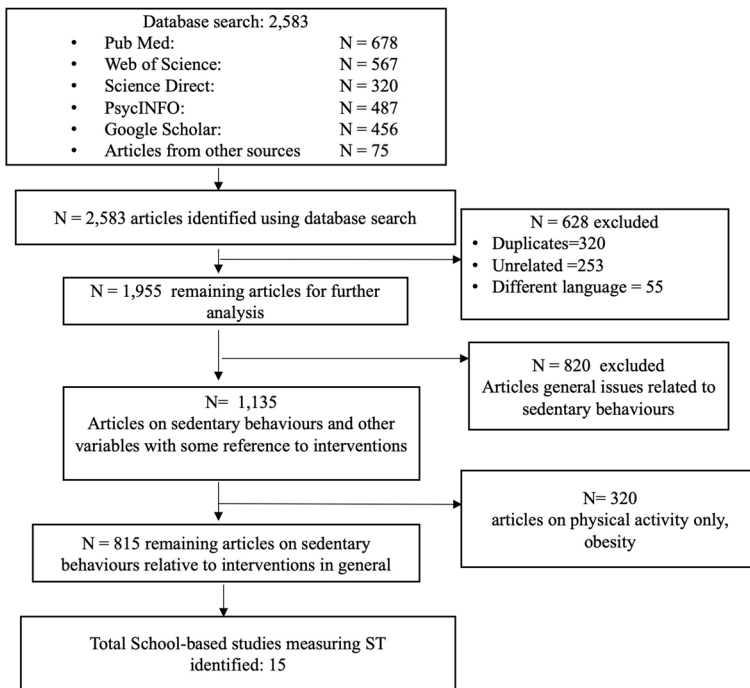 Database search: 2,583
• Pub Med: N = 678
• Web of Science: N = 567
• Science Direct: N = 320
• PsycINFO: N = 487
• Google Scholar: N = 456
• Articles from other sources N = 75
N = 2,583 articles identified using database search
N = 628 excluded
• Duplicates=320
• Unrelated =253
• Different language = 55
N = 1,955 remaining articles for further
analysis
N = 820 excluded
Articles general issues related to
sedentary behaviours
N= 1,135
Articles on sedentary behaviours and other
variables with some reference to interventions
N= 320
articles on physical activity only,
obesity
N = 815 remaining articles on sedentary
behaviours relative to interventions in general
Total School-based studies measuring ST
identified: 15